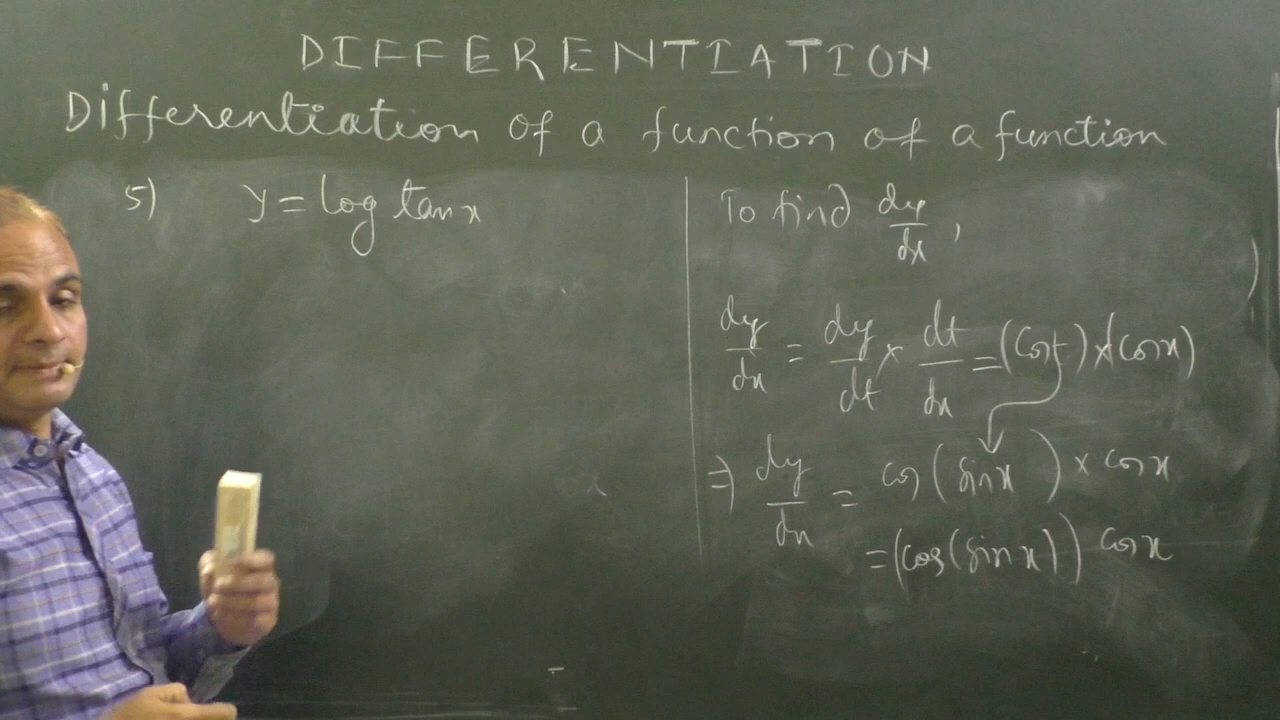 DIFFERENTIATION
Differentiation of a function of a function
5) y = log tan x
To find dy/dx,
dy/dx = dy/dt × dt/dx = (cos t) × (cos x)
⇒ dy/dx = cos (sin x) × cos x
= (cos(sin x)) cos x